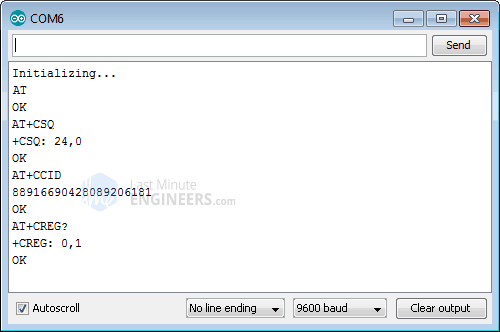 COM6
Send
Initializing...
AT
OK
AT+CSQ
+CSQ: 24,0
OK
AT+CCID
88916690428089206181
OK
AT+CREG?
+CREG: 0,1
OK
Last Minute
ENGINEERS.com
Autoscroll
No line ending
9600 baud
Clear output